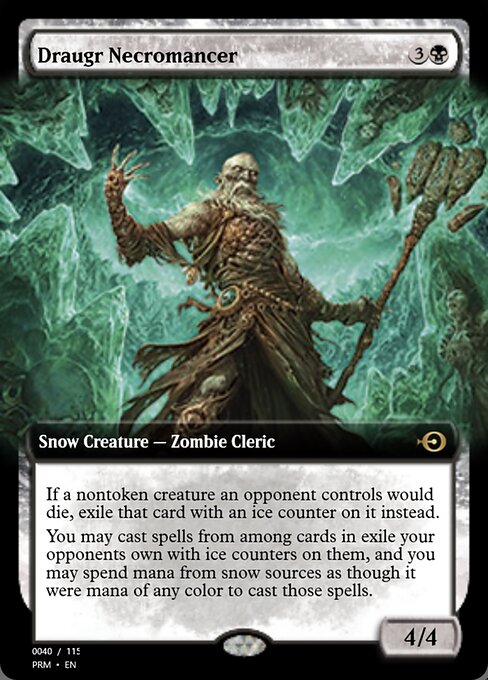 Draugr Necromancer 3
Snow Creature — Zombie Cleric
If a nontoken creature an opponent controls would
die, exile that card with an ice counter on it instead.
You may cast spells from among cards in exile your
opponents own with ice counters on them, and you
may spend mana from snow sources as though it
were mana of any color to cast those spells.
4/4
0040 / 115
PRM • EN